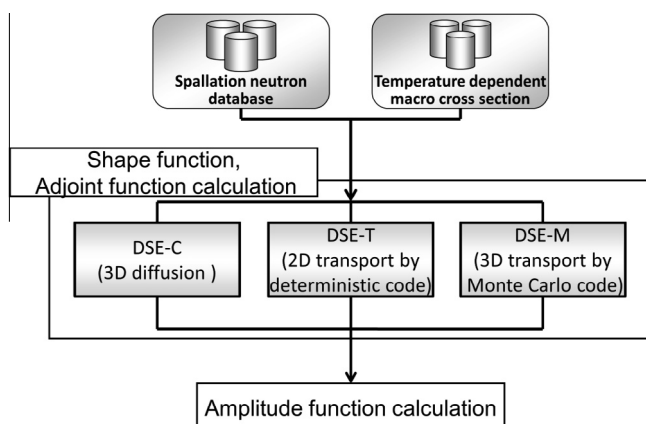 Spallation neutron
database
Temperature dependent
macro cross section
Shape function,
Adjoint function calculation
DSE-C
(3D diffusion )
DSE-T
(2D transport by
deterministic code)
DSE-M
(3D transport by
Monte Carlo code)
Amplitude function calculation